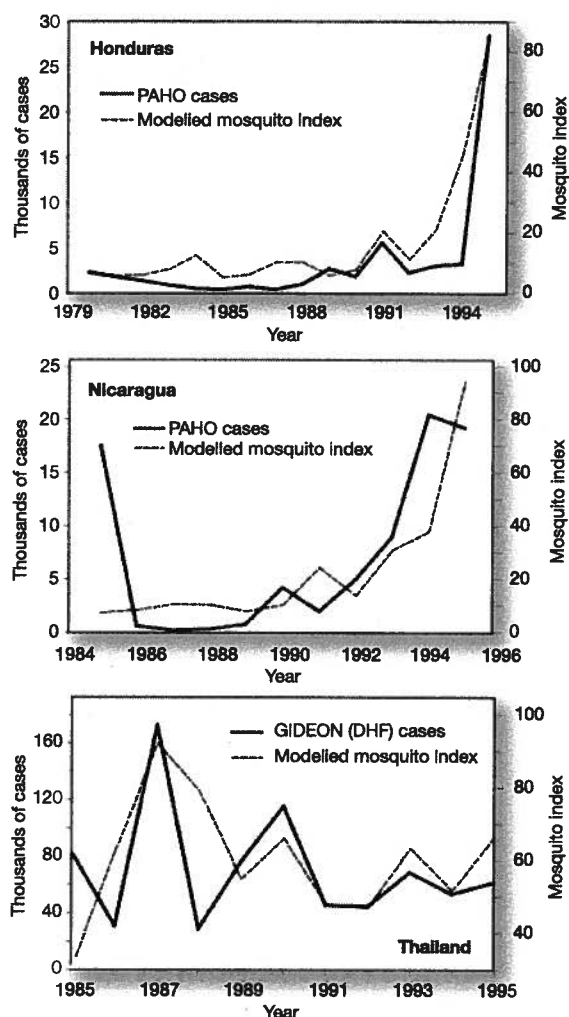 Honduras
PAHO cases
Modelled mosquito index
Thousands of cases
30
25
20
15
10
5
0
Mosquito index
80
60
40
20
0
1979 1982 1985 1988 1991 1994
Year
Nicaragua
PAHO cases
Modelled mosquito index
Thousands of cases
25
20
15
10
5
0
Mosquito index
100
80
60
40
20
0
1984 1986 1988 1990 1992 1994 1996
Year
GIDEON (DHF) cases
Modelled mosquito index
Thousands of cases
160
120
80
40
0
Mosquito index
100
80
60
40
Thailand
1985 1987 1989 1991 1993 1995
Year